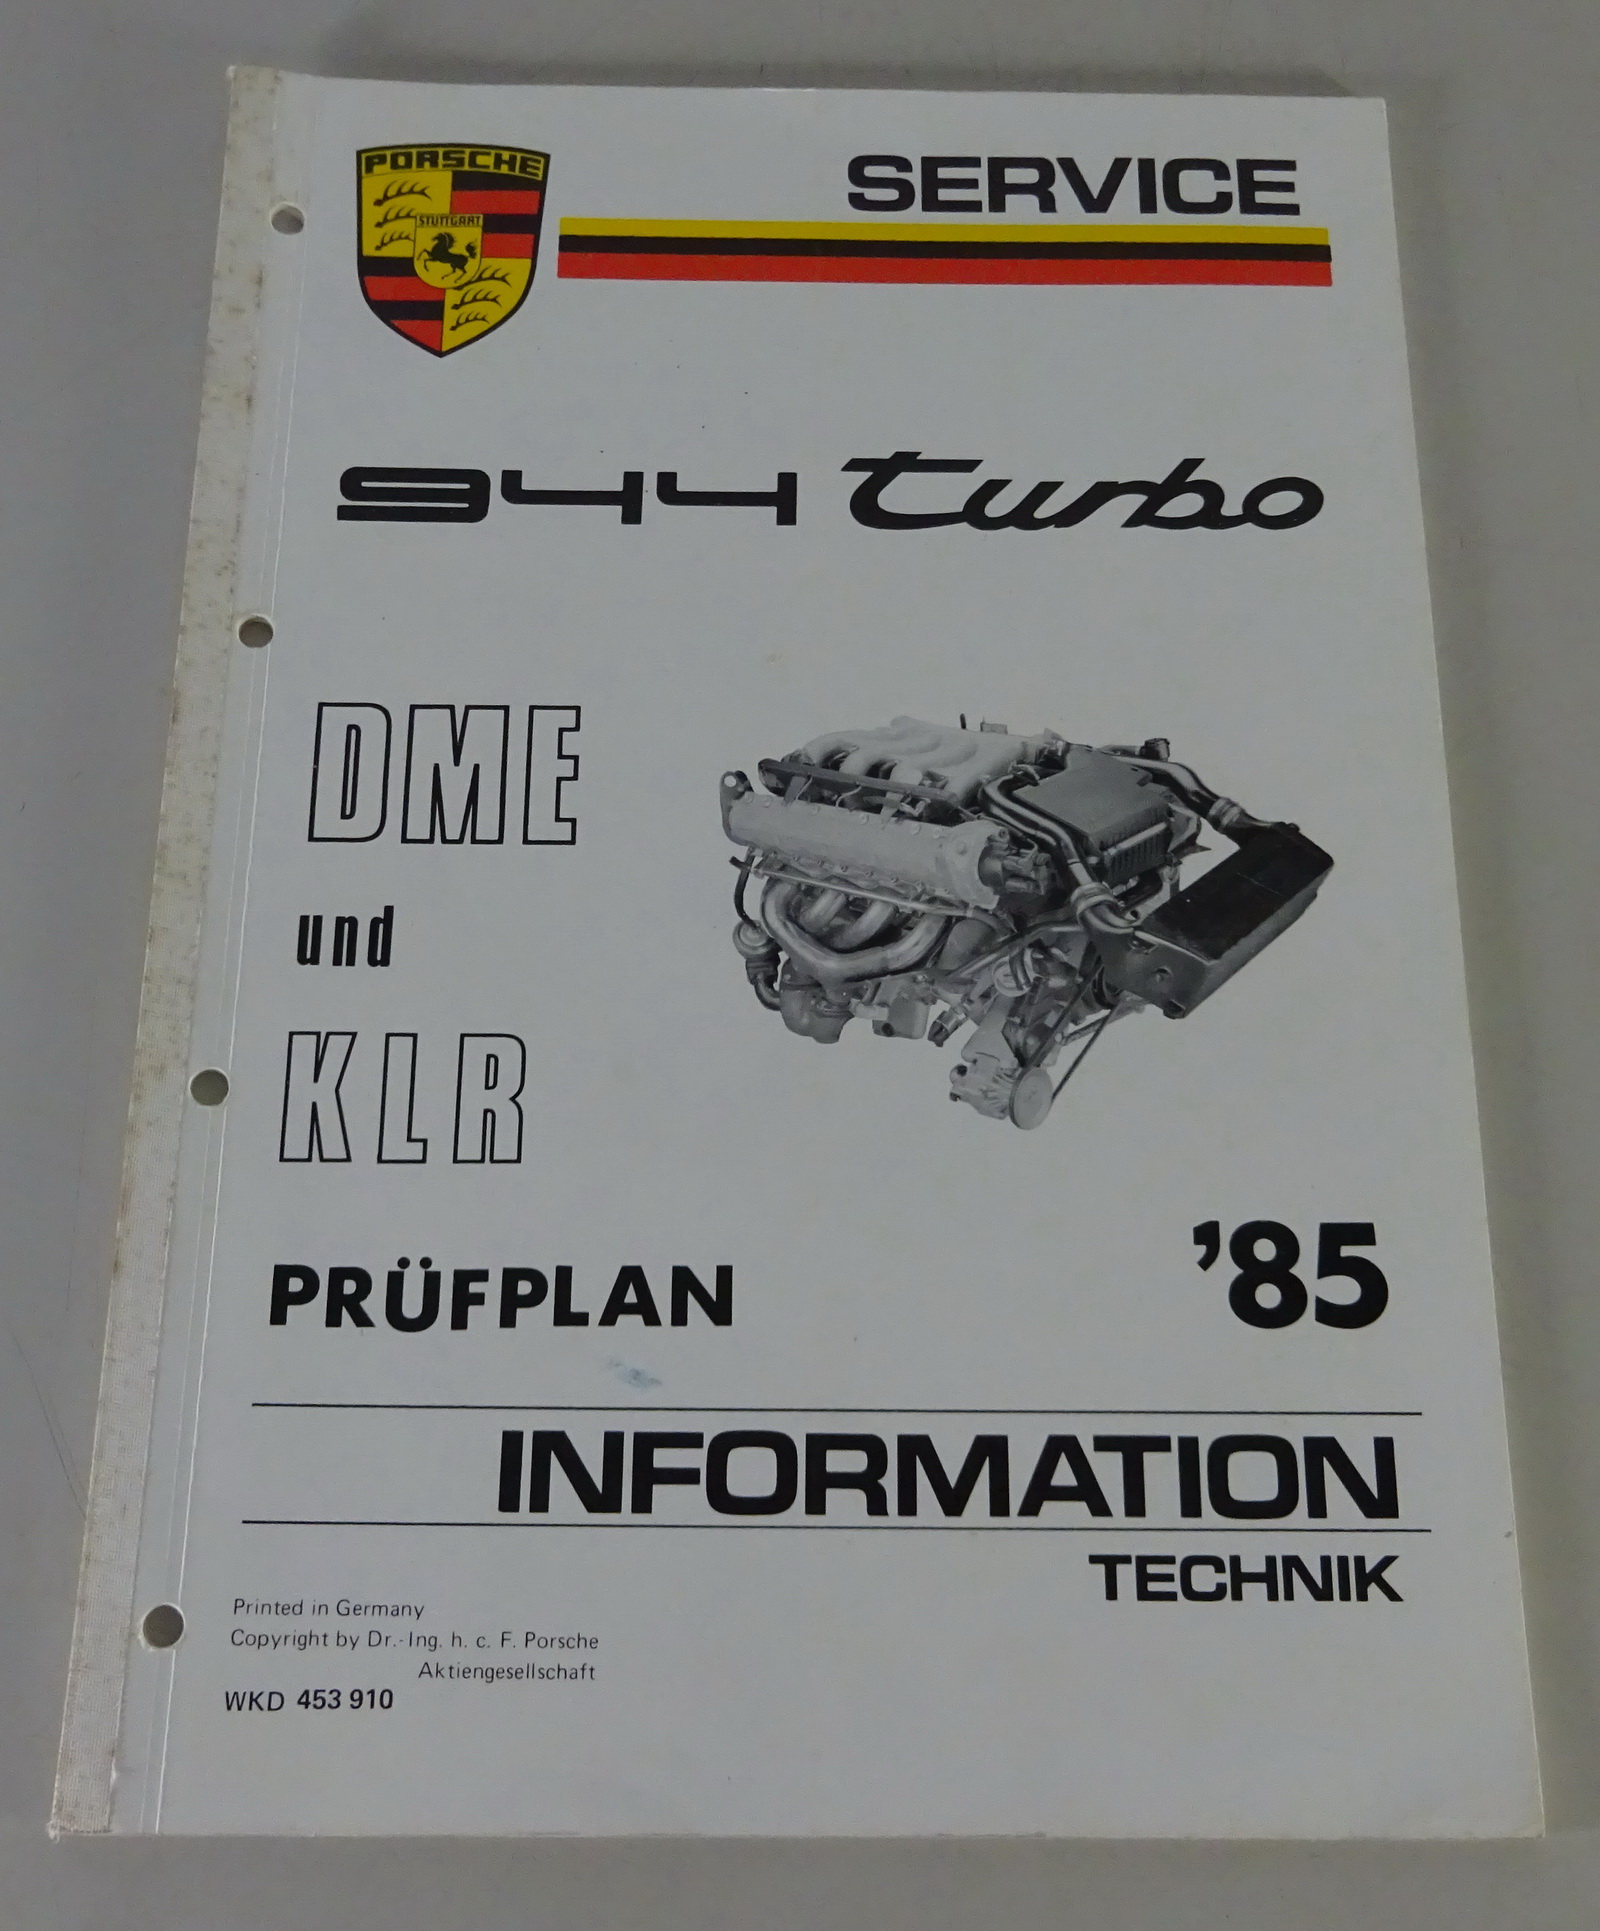 PORSCHE
STUTTGART
SERVICE
944 turbo
DME
und
KLR
PRÜFPLAN
'85
INFORMATION
TECHNIK
Printed in Germany
Copyright by Dr.-Ing. h. c. F. Porsche
Aktiengesellschaft
WKD 453 910